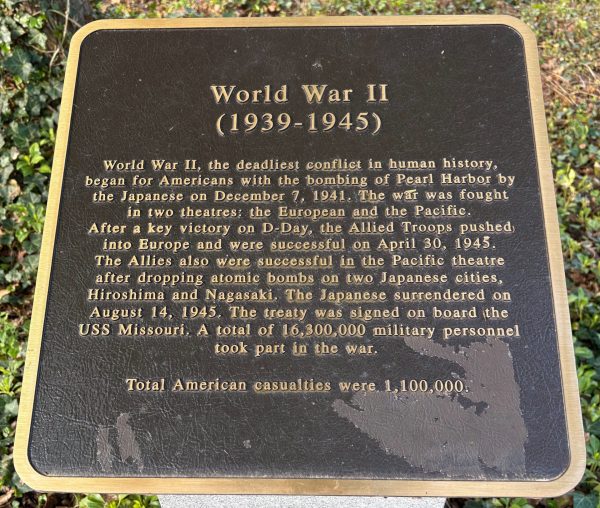 World War II
(1939-1945)
World War II, the deadliest conflict in human history,
began for Americans with the bombing of Pearl Harbor by
the Japanese on December 7, 1941. The war was fought
in two theatres: the European and the Pacific.
After a key victory on D-Day, the Allied Troops pushed
into Europe and were successful on April 30, 1945.
The Allies also were successful in the Pacific theatre
after dropping atomic bombs on two Japanese cities,
Hiroshima and Nagasaki. The Japanese surrendered on
August 14, 1945. The treaty was signed on board the
USS Missouri. A total of 16,300,000 military personnel
took part in the war.
Total American casualties were 1,100,000.